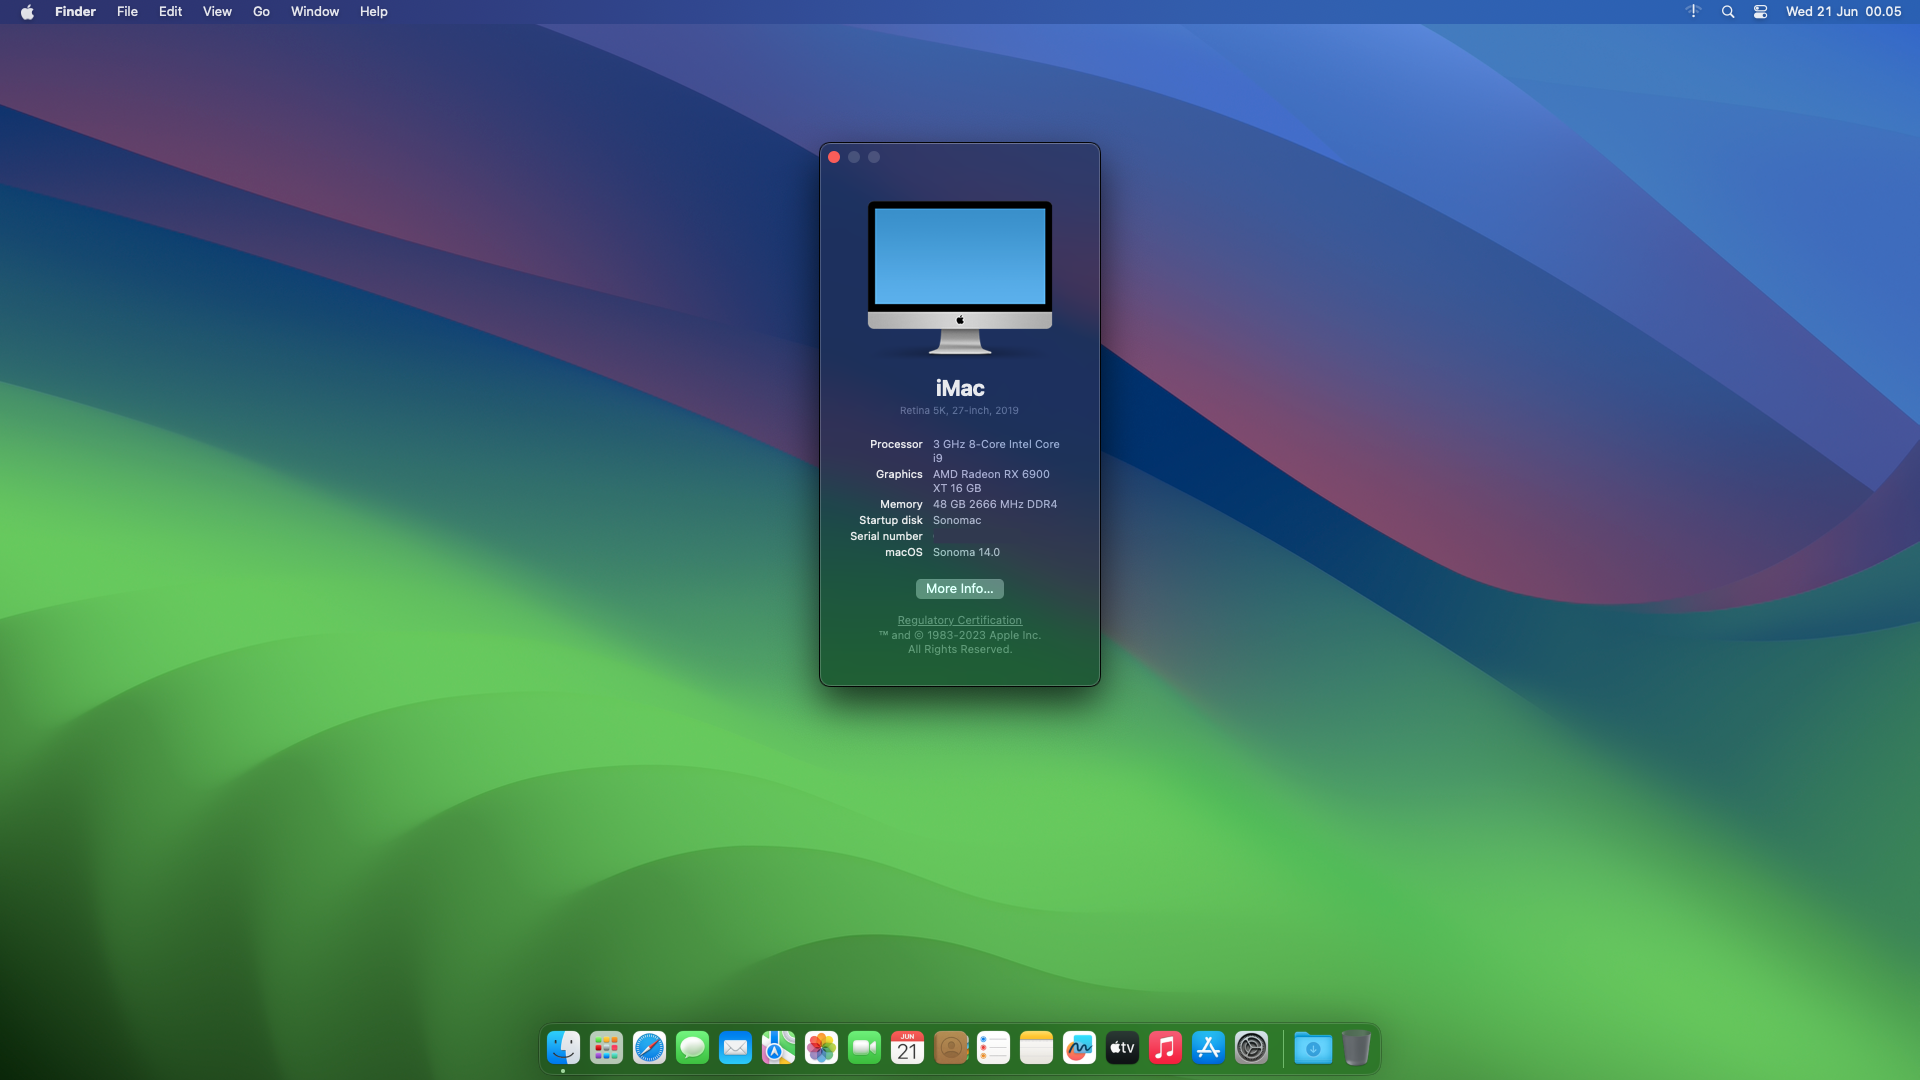 Finder File Edit View Go Window Help
Wed 21 Jun 00.05
iMac
Retina 5K, 27-inch, 2019
Processor 3 GHz 8-Core Intel Core
i9
Graphics AMD Radeon RX 6900
XT 16 GB
Memory 48 GB 2666 MHz DDR4
Startup disk Sonomac
Serial number
macOS Sonoma 14.0
More Info...
Regulatory Certification
™ and © 1983-2023 Apple Inc.
All Rights Reserved.
JUN
21
tv